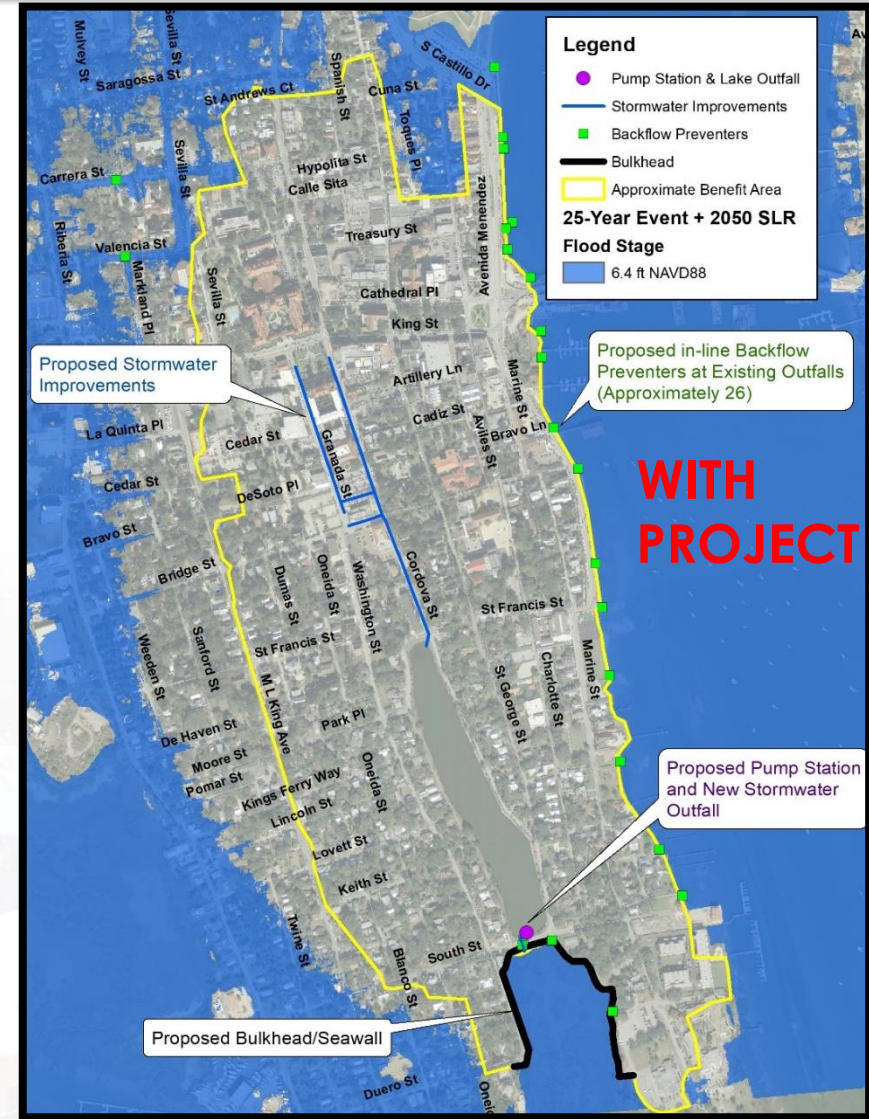 Mulvey St
Sevilla St
Saragossa St
St Andrews Ct
Spanish St
Cuna St
S Castillo Dr
Toques Pl
Carrera St
Sevilla St
Hypolita St
Calle Sita
Riberia St
Valencia St
Markland Pl
Treasury St
Avenida Menendez
Sevilla St
Cathedral Pl
King St
Legend
Pump Station & Lake Outfall
Stormwater Improvements
Backflow Preventers
Bulkhead
Approximate Benefit Area
25-Year Event + 2050 SLR
Flood Stage
6.4 ft NAVD88
Proposed Stormwater
Improvements
Proposed in-line Backflow
Preventers at Existing Outfalls
(Approximately 26)
Artillery Ln
Marine St
La Quinta Pl
Cedar St
Granada St
Cadiz St
Aviles St
Bravo Ln
WITH
PROJECT
Cedar St
DeSoto Pl
Bravo St
Bridge St
Dumas St
Oneida St
Washington St
Cordova St
St Francis St
St Francis St
Weeden St
Sanford St
M L King Ave
St George St
Charlotte St
Marine St
De Haven St
Park Pl
Moore St
Pomar St
Kings Ferry Way
Oneida St
Lincoln St
Proposed Pump Station
and New Stormwater
Outfall
Lovett St
Keith St
Twine St
South St
Blanco St
Proposed Bulkhead/Seawall
Duero St